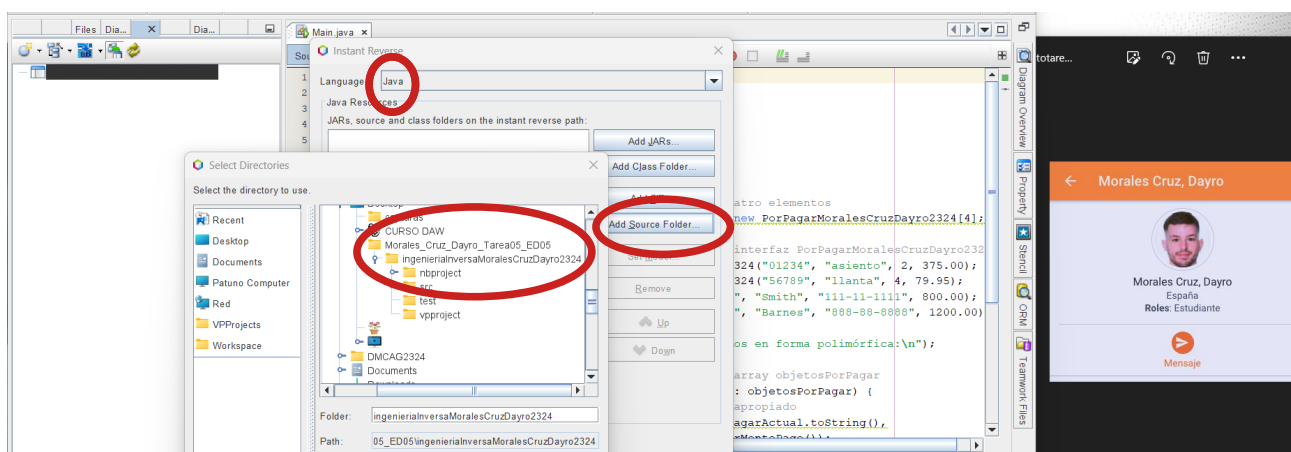 Files Dia... × Dia...
Main.java ×
Instant Reverse
totare...
Language: Java
Java Resources
JARs, source and class folders on the instant reverse path:
Add JARs...
Add Class Folder...
Add Source Folder...
Remove
Up
Down
1
2
3
4
5
Select Directories
Select the directory to use.
Recent
Desktop
Documents
Patuno Computer
Red
VPProjects
Workspace
CURSO DAW
Morales_Cruz_Dayro_Tarea05_ED05
ingenieriaInversaMoralesCruzDayro2324
nbproject
src
test
vpproject
DMCAG2324
Documents
Folder: ingenieriaInversaMoralesCruzDayro2324
Path: 05_ED05\ingenieriaInversaMoralesCruzDayro2324
atro elementos
new PorPagarMoralesCruzDayro2324[4];
interfaz PorPagarMoralesCruzDayro232
324("01234", "asiento", 2, 375.00);
324("56789", "llanta", 4, 79.95);
", "Smith", "111-11-1111", 800.00);
", "Barnes", "888-88-8888", 1200.00)
os en forma polimórfica:\n");
array objetosPorPagar
: objetosPorPagar) {
apropiado
agarActual.toString(),
Diagram Overview
Property
Stencil
ORM
Teamwork Files
Morales Cruz, Dayro
Morales Cruz, Dayro
España
Roles: Estudiante
Mensaje